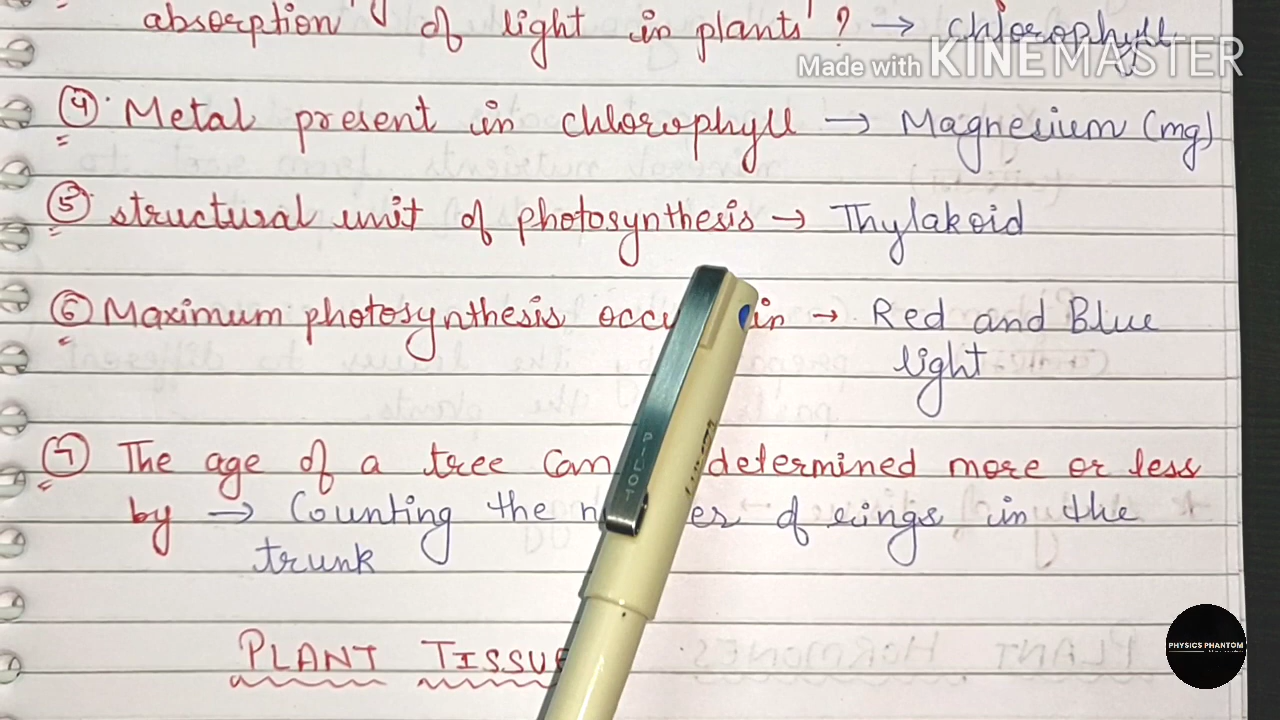 absorption of light in plants ? → chlorophyll
Made with KINEMASTER
④ Metal present in chlorophyll → Magnesium (mg)
⑤ structural unit of photosynthesis → Thylakoid
⑥ Maximum photosynthesis occu in → Red and Blue
light
⑦ The age of a tree can determined more or less
by → Counting the n er of rings in the
trunk
PLANT TISSUE
PHYSICS PHANTOM
PILOT